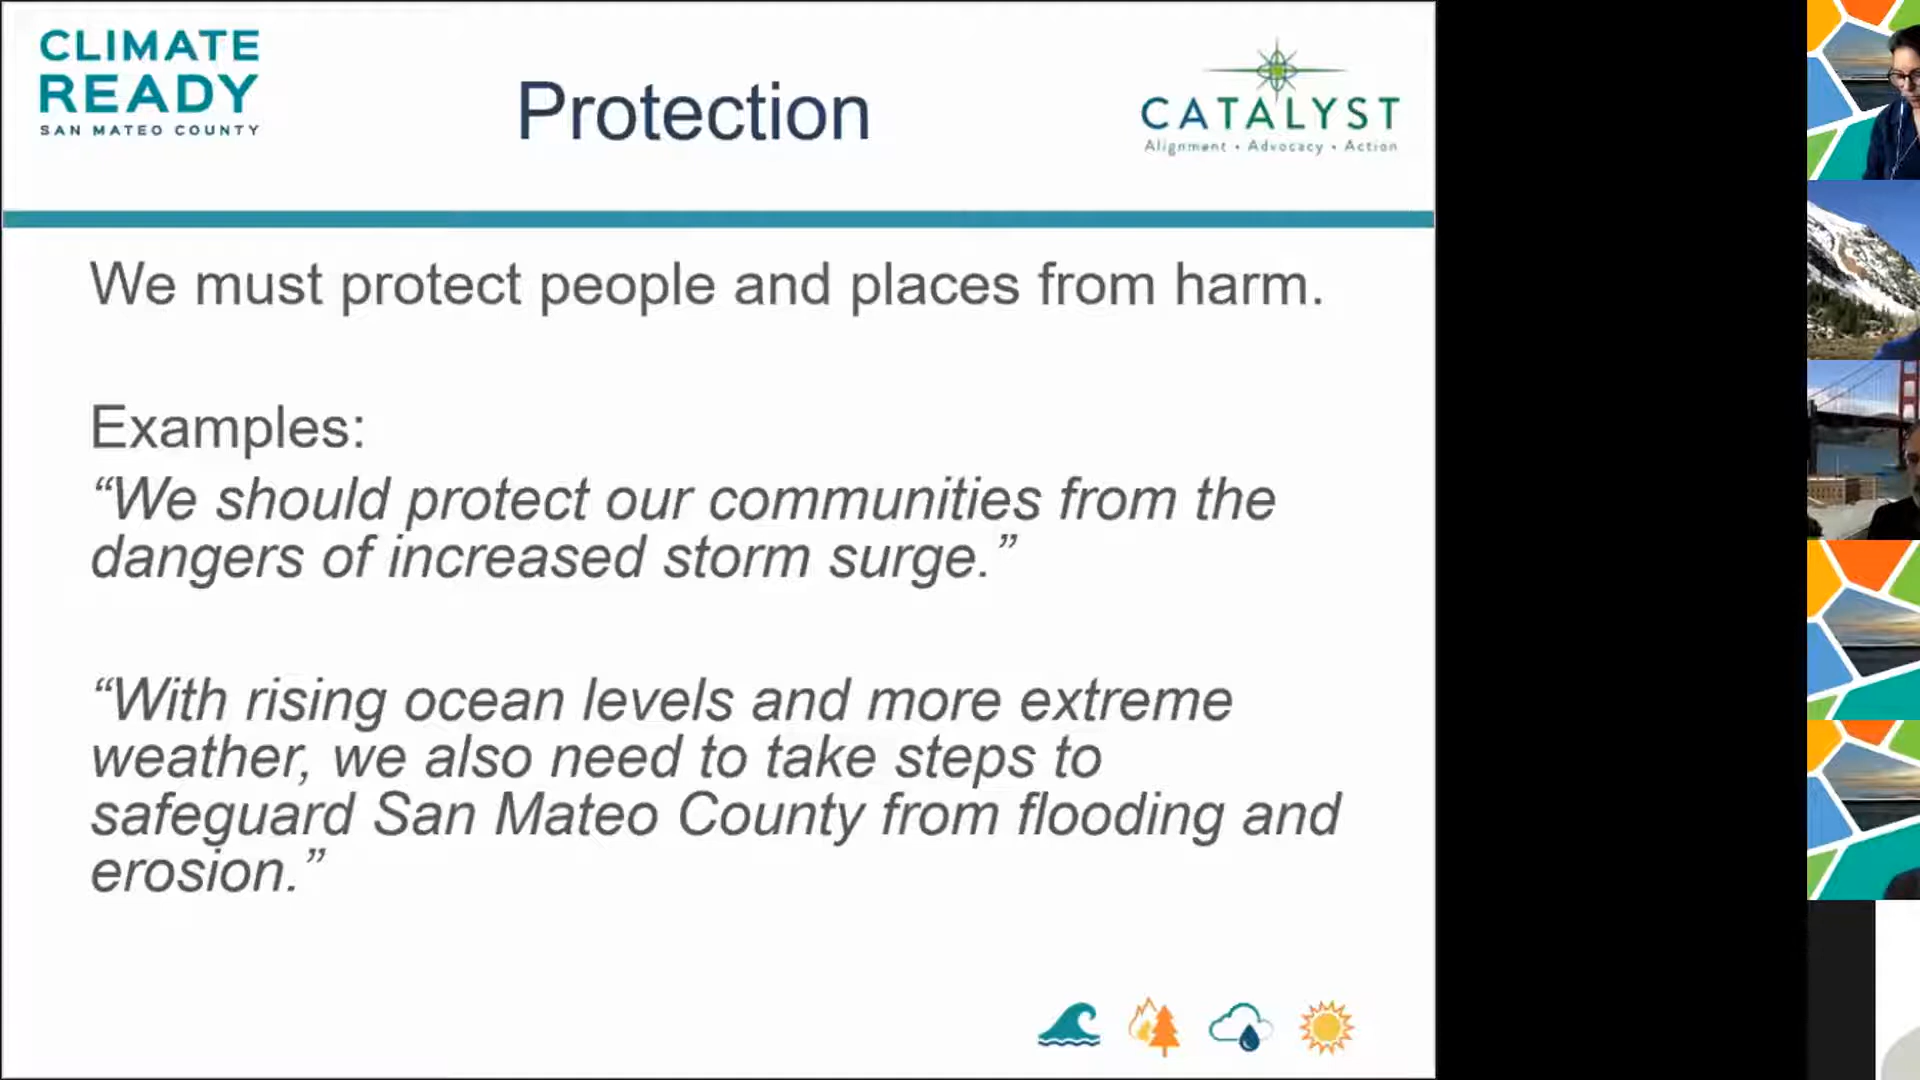 CLIMATE
READY
SAN MATEO COUNTY
Protection
CATALYST
Alignment • Advocacy • Action
We must protect people and places from harm.
Examples:
“We should protect our communities from the
dangers of increased storm surge.”
“With rising ocean levels and more extreme
weather, we also need to take steps to
safeguard San Mateo County from flooding and
erosion.”